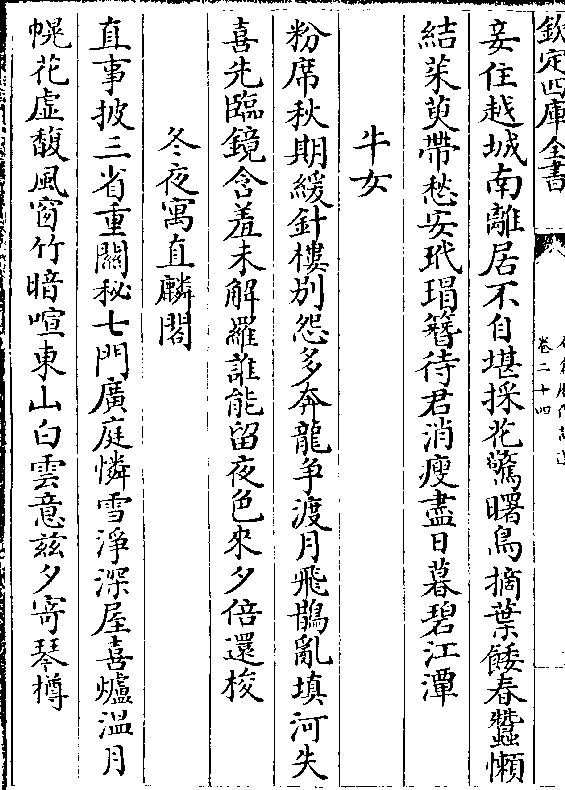 欽定四庫全書
卷二十四
妾住越城南離居不自堪採花驚曙鳥摘葉餧春蠶懶
結茱萸帶愁安玳瑁簪待君消瘦盡日暮碧江潭
牛女
粉席秋期緩針樓别怨多奔龍争渡月飛鵲亂填河失
喜先臨鏡含羞未解羅誰能留夜色來夕倍還梭
冬夜寓直麟閣
直事披三省重關秘七門廣庭憐雪淨深屋喜爐温月
幌花虚馥風窗竹暗喧東山白雲意兹夕寄琴樽